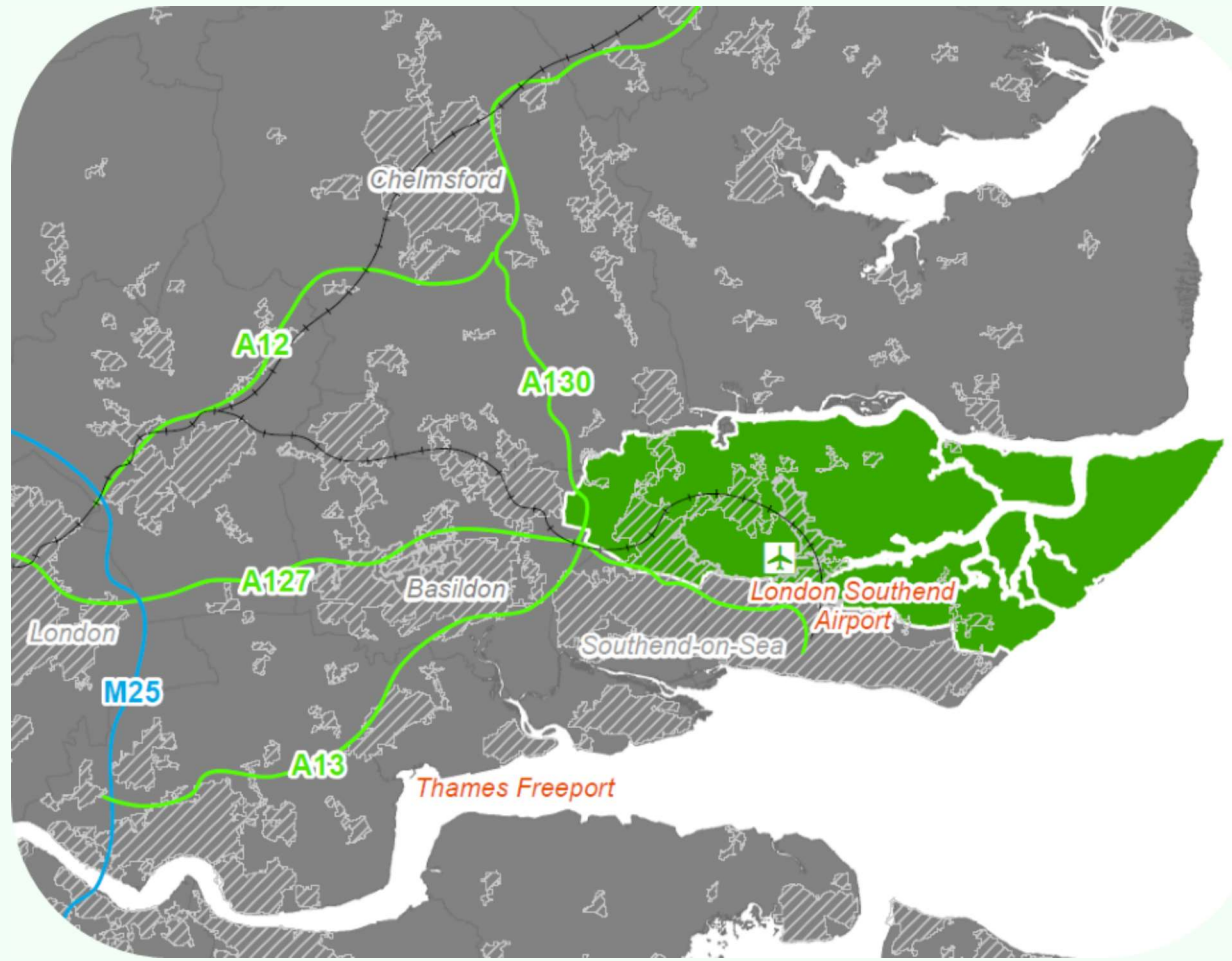 Chelmsford
A12
A130
A127
Basildon
London Southend
Airport
London
Southend-on-Sea
M25
A13
Thames Freeport